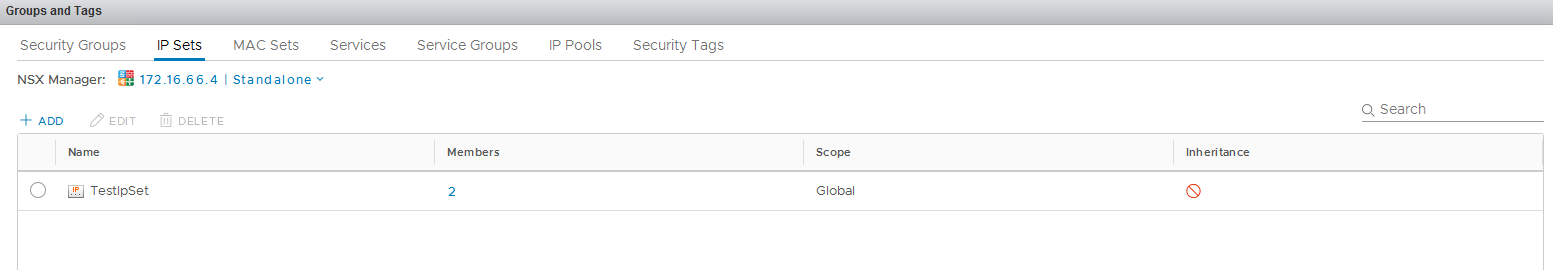 Groups and Tags
Security Groups IP Sets MAC Sets Services Service Groups IP Pools Security Tags
NSX Manager: 172.16.66.4 | Standalone
ADD EDIT DELETE Search
Name Members Scope Inheritance
IP TestIpSet 2 Global